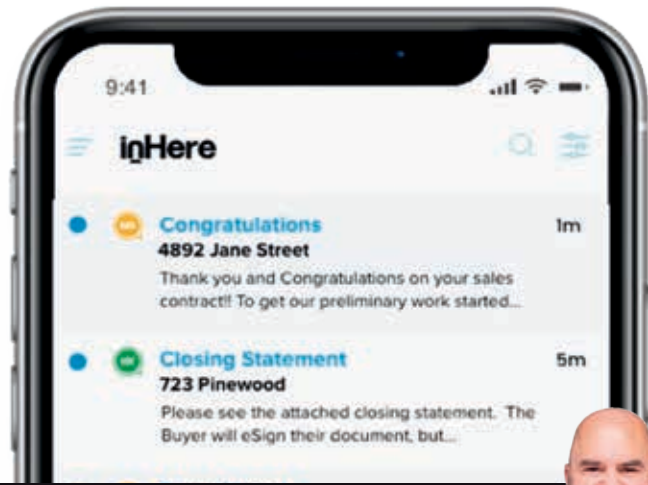 9:41
inHere
Congratulations
1m
4892 Jane Street
Thank you and Congratulations on your sales
contract!! To get our preliminary work started...
Closing Statement
5m
723 Pinewood
Please see the attached closing statement. The
Buyer will eSign their document, but...